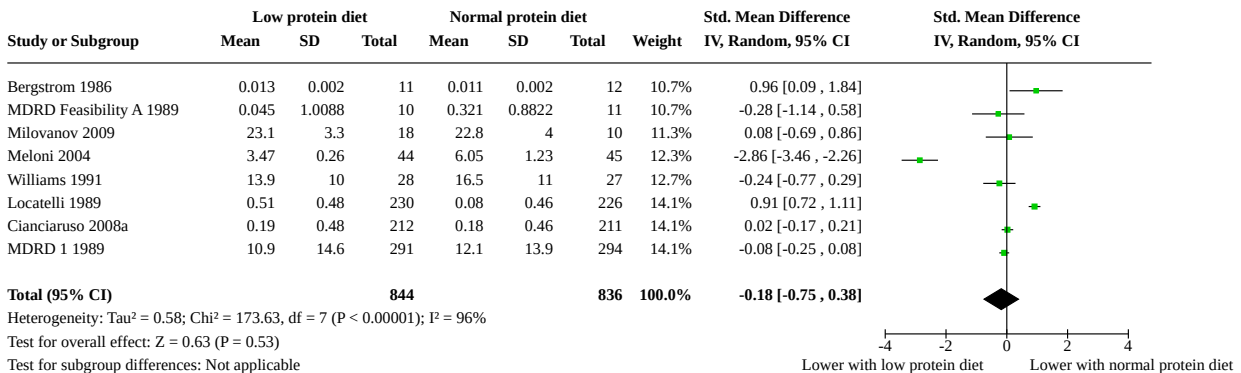 Low protein diet Normal protein diet Std. Mean Difference Std. Mean Difference
Study or Subgroup Mean SD Total Mean SD Total Weight IV, Random, 95% CI IV, Random, 95% CI
Bergstrom 1986 0.013 0.002 11 0.011 0.002 12 10.7% 0.96 [0.09 , 1.84]
MDRD Feasibility A 1989 0.045 1.0088 10 0.321 0.8822 11 10.7% -0.28 [-1.14 , 0.58]
Milovanov 2009 23.1 3.3 18 22.8 4 10 11.3% 0.08 [-0.69 , 0.86]
Meloni 2004 3.47 0.26 44 6.05 1.23 45 12.3% -2.86 [-3.46 , -2.26]
Williams 1991 13.9 10 28 16.5 11 27 12.7% -0.24 [-0.77 , 0.29]
Locatelli 1989 0.51 0.48 230 0.08 0.46 226 14.1% 0.91 [0.72 , 1.11]
Cianciaruso 2008a 0.19 0.48 212 0.18 0.46 211 14.1% 0.02 [-0.17 , 0.21]
MDRD 1 1989 10.9 14.6 291 12.1 13.9 294 14.1% -0.08 [-0.25 , 0.08]
Total (95% CI) 844 836 100.0% -0.18 [-0.75 , 0.38]
Heterogeneity: Tau² = 0.58; Chi² = 173.63, df = 7 (P < 0.00001); I² = 96%
Test for overall effect: Z = 0.63 (P = 0.53)
-4 -2 0 2 4
Test for subgroup differences: Not applicable
Lower with low protein diet Lower with normal protein diet